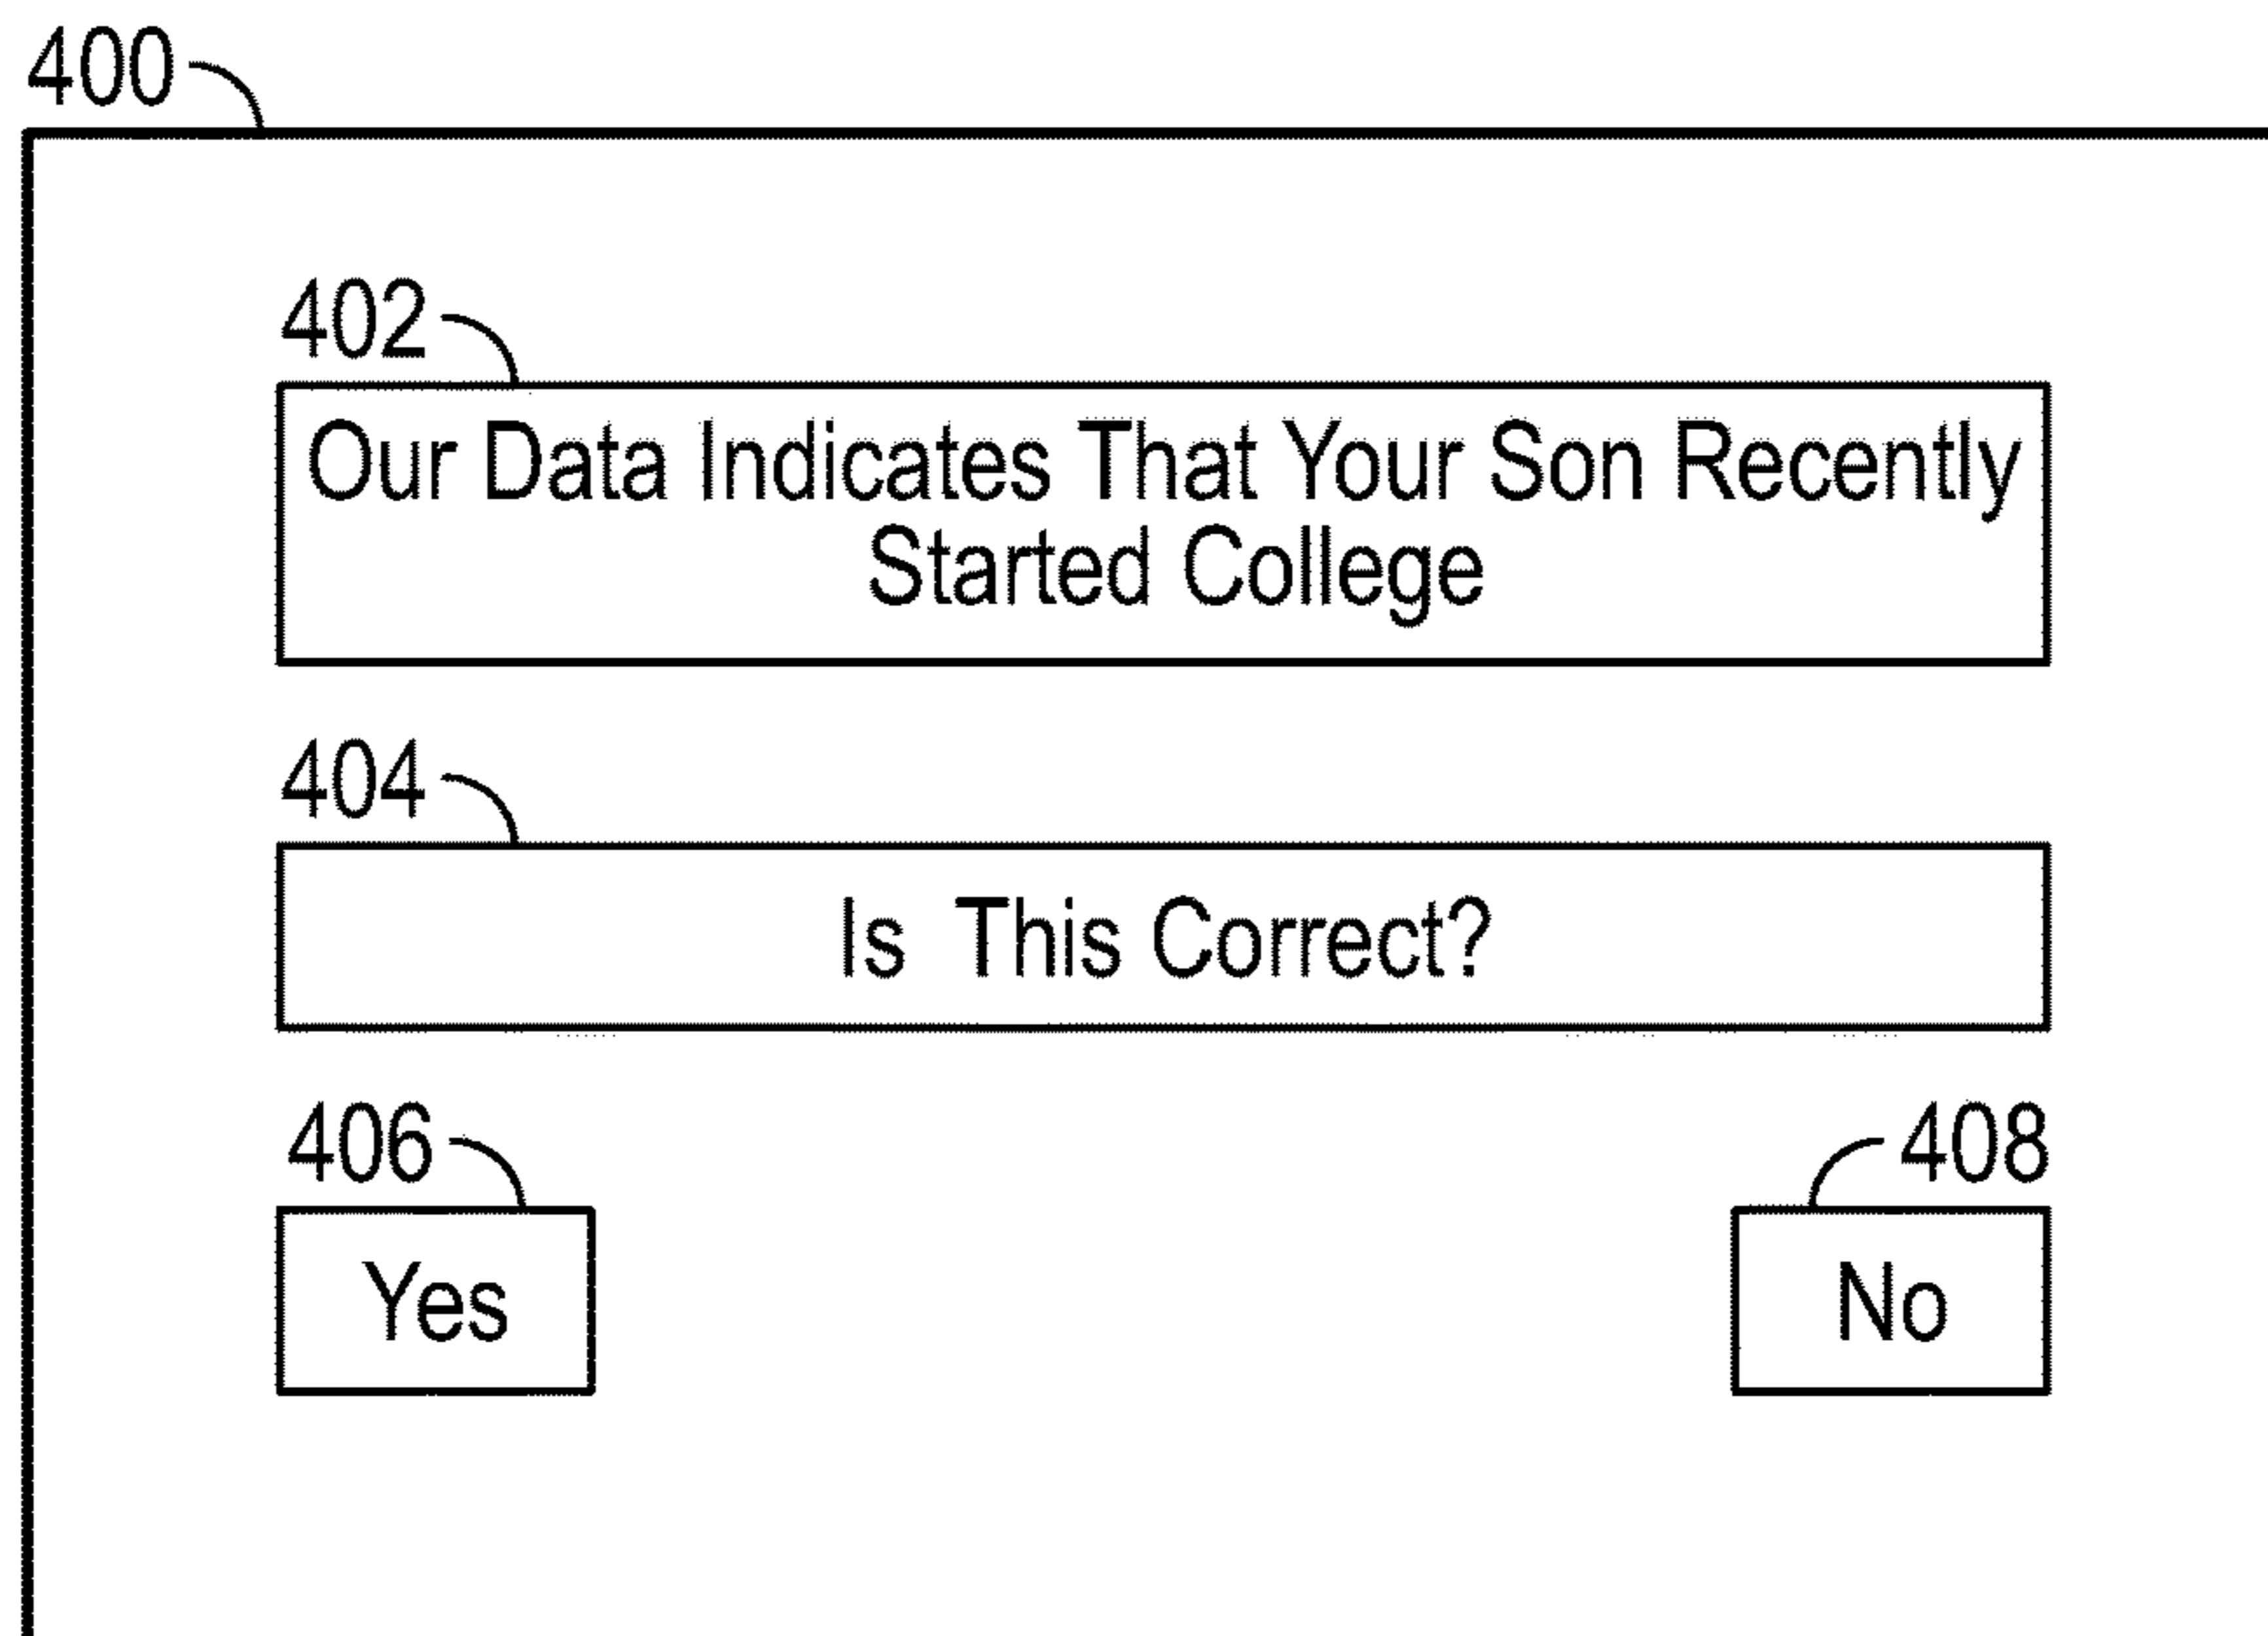 400
402
Our Data Indicates That Your Son Recently
Started College
404
Is This Correct?
406
408
Yes
No